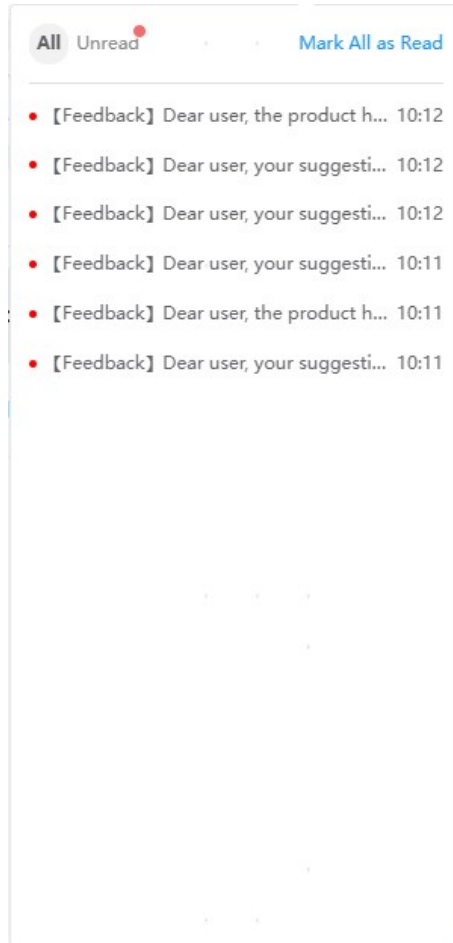 All Unread Mark All as Read
【Feedback】Dear user, the product h... 10:12
【Feedback】Dear user, your suggesti... 10:12
【Feedback】Dear user, your suggesti... 10:12
【Feedback】Dear user, your suggesti... 10:11
【Feedback】Dear user, the product h... 10:11
【Feedback】Dear user, your suggesti... 10:11